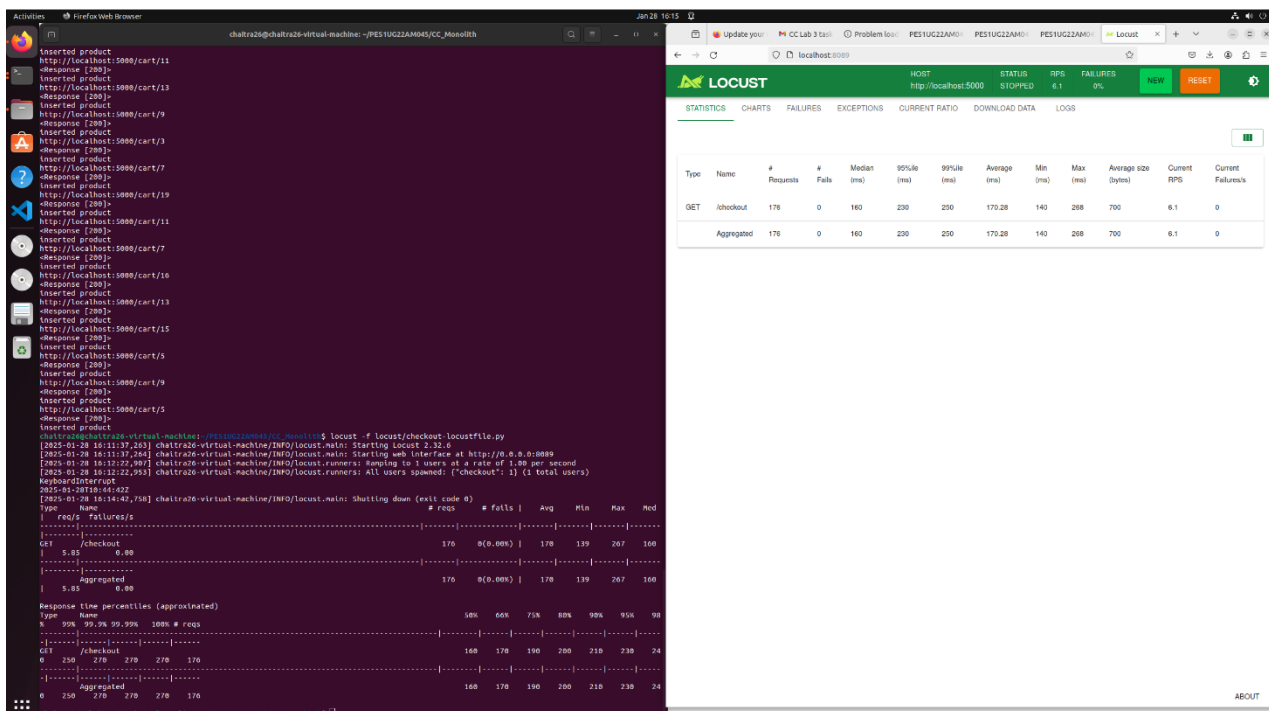 Activities
Firefox Web Browser
Jan 28 16:15
chaitra26@chaitra26-virtual-machine: ~/PES1UG22AM045/CC_Monolith
inserted product
http://localhost:5000/cart/11
<Response [200]>
inserted product
http://localhost:5000/cart/13
<Response [200]>
inserted product
http://localhost:5000/cart/9
<Response [200]>
inserted product
http://localhost:5000/cart/3
<Response [200]>
inserted product
http://localhost:5000/cart/7
<Response [200]>
inserted product
http://localhost:5000/cart/19
<Response [200]>
inserted product
http://localhost:5000/cart/11
<Response [200]>
inserted product
http://localhost:5000/cart/7
<Response [200]>
inserted product
http://localhost:5000/cart/16
<Response [200]>
inserted product
http://localhost:5000/cart/13
<Response [200]>
inserted product
http://localhost:5000/cart/15
<Response [200]>
inserted product
http://localhost:5000/cart/5
<Response [200]>
inserted product
http://localhost:5000/cart/9
<Response [200]>
inserted product
http://localhost:5000/cart/5
<Response [200]>
inserted product
chaitra26@chaitra26-virtual-machine:~/PES1UG22AM045/CC_Monolith$ locust -f locust/checkout-locustfile.py
[2025-01-28 16:11:37,263] chaitra26-virtual-machine/INFO/locust.main: Starting Locust 2.32.6
[2025-01-28 16:11:37,264] chaitra26-virtual-machine/INFO/locust.main: Starting web interface at http://0.0.0.0:8089
[2025-01-28 16:12:22,907] chaitra26-virtual-machine/INFO/locust.runners: Ramping to 1 users at a rate of 1.00 per second
[2025-01-28 16:12:22,953] chaitra26-virtual-machine/INFO/locust.runners: All users spawned: {"checkout": 1} (1 total users)
KeyboardInterrupt
2025-01-28T10:44:42Z
[2025-01-28 16:14:42,758] chaitra26-virtual-machine/INFO/locust.main: Shutting down (exit code 0)
Type Name # reqs # fails | Avg Min Max Med
| req/s failures/s
GET /checkout 176 0(0.00%) | 170 139 267 160
| 5.85 0.00
Aggregated 176 0(0.00%) | 170 139 267 160
| 5.85 0.00
Response time percentiles (approximated)
Type Name 50% 66% 75% 80% 90% 95% 98
% 99% 99.9% 99.99% 100% # reqs
GET /checkout 160 170 190 200 210 230 24
0 250 270 270 270 176
Aggregated 160 170 190 200 210 230 24
0 250 270 270 270 176
Update your
CC Lab 3 task
Problem load
PES1UG22AM04
PES1UG22AM04
PES1UG22AM04
Locust
localhost:8089
LOCUST
HOST
http://localhost:5000
STATUS
STOPPED
RPS
6.1
FAILURES
0%
NEW
RESET
STATISTICS CHARTS FAILURES EXCEPTIONS CURRENT RATIO DOWNLOAD DATA LOGS
Type Name # Requests # Fails Median (ms) 95%ile (ms) 99%ile (ms) Average (ms) Min (ms) Max (ms) Average size (bytes) Current RPS Current Failures/s
GET /checkout 176 0 160 230 250 170.28 140 268 700 6.1 0
Aggregated 176 0 160 230 250 170.28 140 268 700 6.1 0
ABOUT